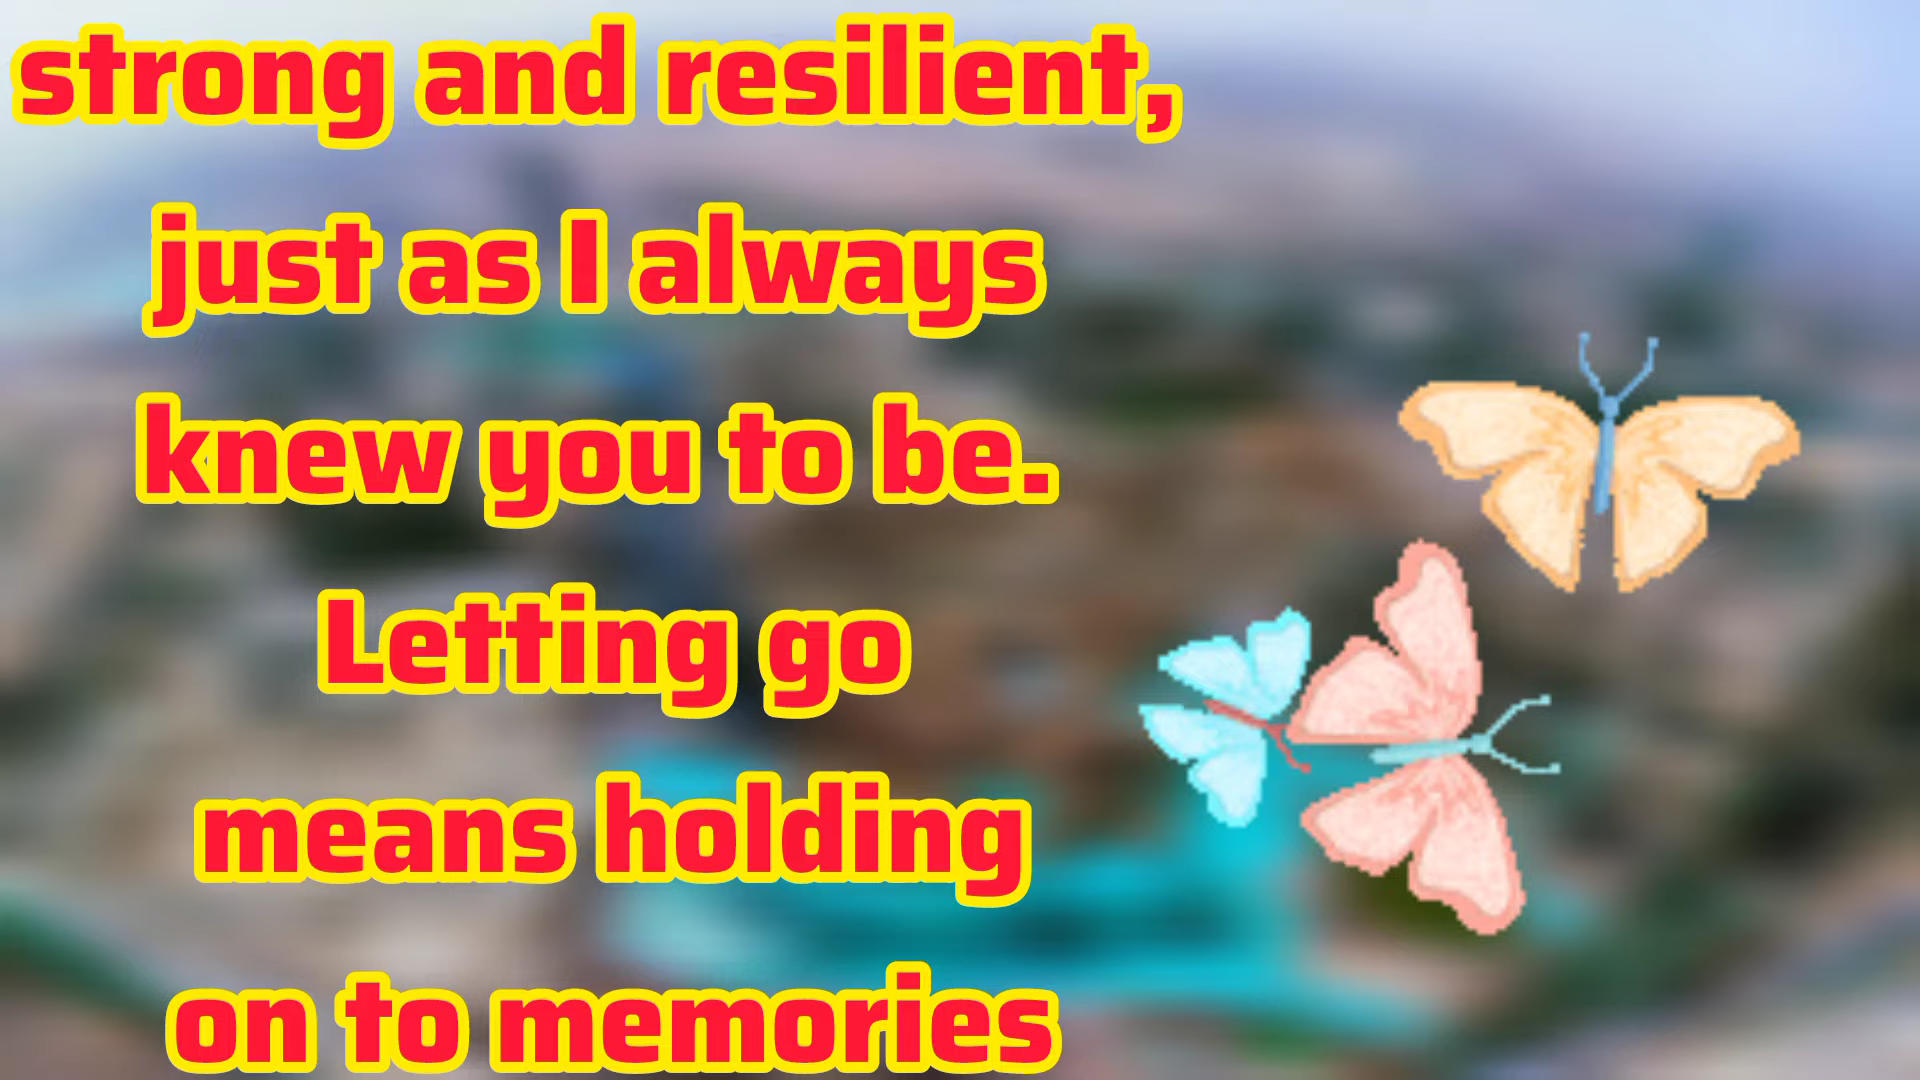 strong and resilient,
just as I always
knew you to be.
Letting go
means holding
on to memories